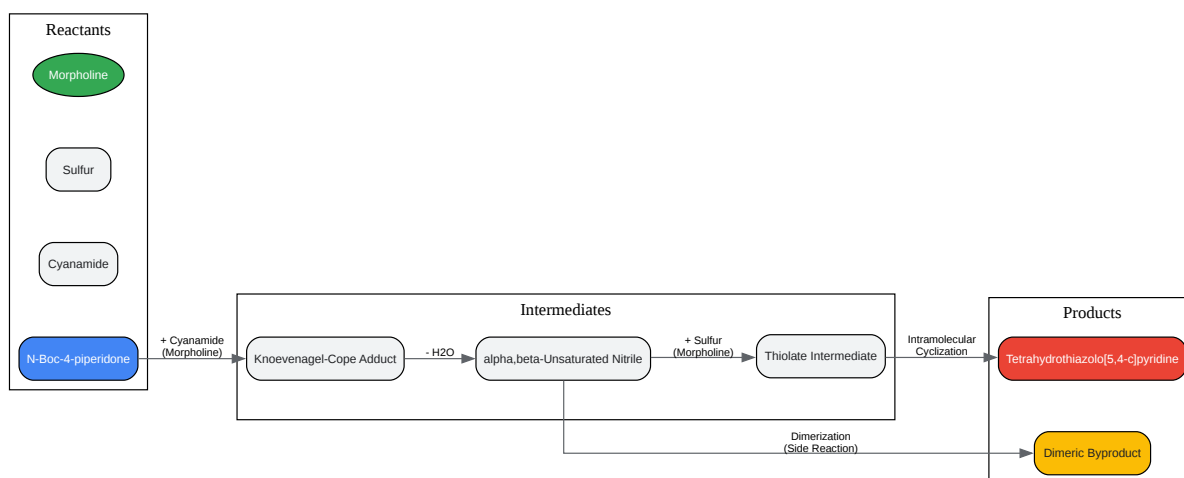 Reactants
Morpholine
Sulfur
Cyanamide
N-Boc-4-piperidone
+ Cyanamide
(Morpholine)
Intermediates
Knoevenagel-Cope Adduct
- H2O
alpha,beta-Unsaturated Nitrile
+ Sulfur
(Morpholine)
Thiolate Intermediate
Intramolecular
Cyclization
Products
Tetrahydrothiazolo[5,4-c]pyridine
Dimerization
(Side Reaction)
Dimeric Byproduct